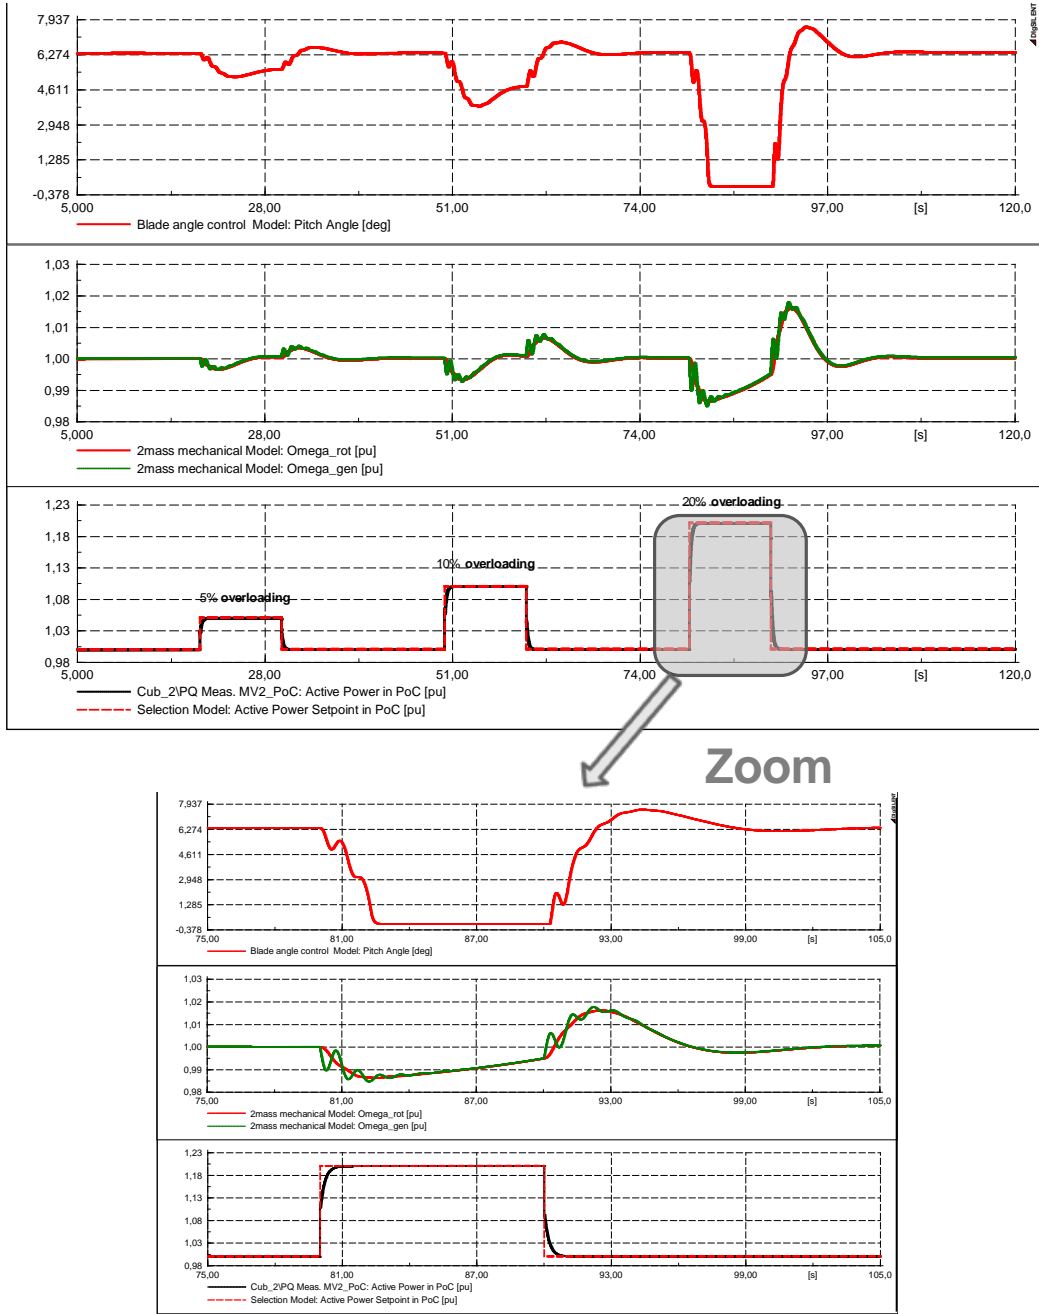 DIgSILENT
7,937
6,274
4,611
2,948
1,285
-0,378
5,000 28,00 51,00 74,00 97,00 [s] 120,0
Blade angle control Model: Pitch Angle [deg]
1,03
1,02
1,01
1,00
0,99
0,98
5,000 28,00 51,00 74,00 97,00 [s] 120,0
2mass mechanical Model: Omega_rot [pu]
2mass mechanical Model: Omega_gen [pu]
20% overloading
10% overloading
5% overloading
1,23
1,18
1,13
1,08
1,03
0,98
5,000 28,00 51,00 74,00 97,00 [s] 120,0
Cub_2\PQ Meas. MV2_PoC: Active Power in PoC [pu]
Selection Model: Active Power Setpoint in PoC [pu]
Zoom
DIgSILENT
7,937
6,274
4,611
2,948
1,285
-0,378
75,00 81,00 87,00 93,00 99,00 [s] 105,0
Blade angle control Model: Pitch Angle [deg]
1,03
1,02
1,01
1,00
0,99
0,98
75,00 81,00 87,00 93,00 99,00 [s] 105,0
2mass mechanical Model: Omega_rot [pu]
2mass mechanical Model: Omega_gen [pu]
1,23
1,18
1,13
1,08
1,03
0,98
75,00 81,00 87,00 93,00 99,00 [s] 105,0
Cub_2\PQ Meas. MV2_PoC: Active Power in PoC [pu]
Selection Model: Active Power Setpoint in PoC [pu]